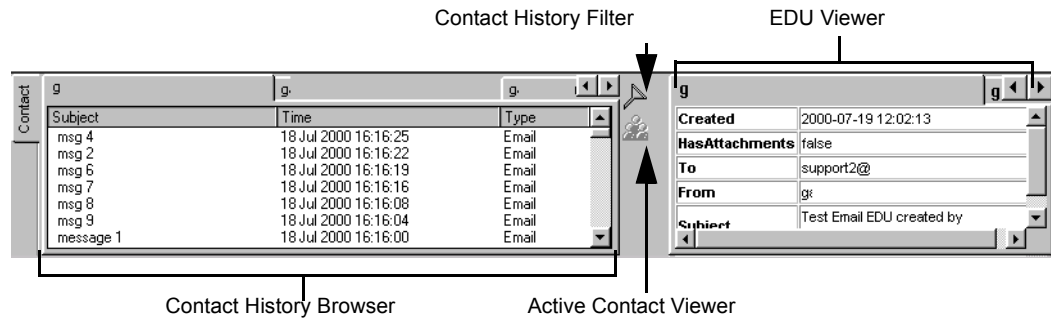 Contact History Filter EDU Viewer
Contact
g g. g. g g
Subject Time Type
msg 4 18 Jul 2000 16:16:25 Email
msg 2 18 Jul 2000 16:16:22 Email
msg 6 18 Jul 2000 16:16:19 Email
msg 7 18 Jul 2000 16:16:16 Email
msg 8 18 Jul 2000 16:16:08 Email
msg 9 18 Jul 2000 16:16:04 Email
message 1 18 Jul 2000 16:16:00 Email
Created 2000-07-19 12:02:13
HasAttachments false
To support2@
From
Subject Test Email EDU created by
Contact History Browser Active Contact Viewer